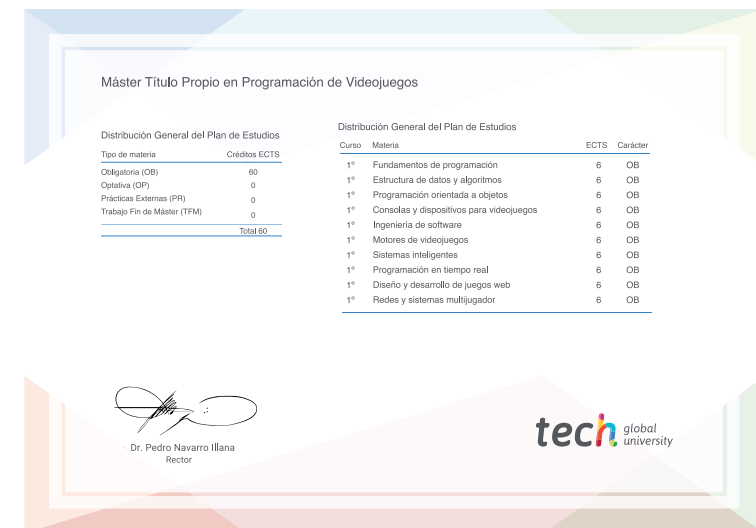 Máster Título Propio en Programación de Videojuegos
Distribución General del Plan de Estudios
Tipo de materia Créditos ECTS
Obligatoria (OB) 60
Optativa (OP) 0
Prácticas Externas (PR) 0
Trabajo Fin de Máster (TFM) 0
Total 60
Distribución General del Plan de Estudios
Curso Materia ECTS Carácter
1º Fundamentos de programación 6 OB
1º Estructura de datos y algoritmos 6 OB
1º Programación orientada a objetos 6 OB
1º Consolas y dispositivos para videojuegos 6 OB
1º Ingeniería de software 6 OB
1º Motores de videojuegos 6 OB
1º Sistemas inteligentes 6 OB
1º Programación en tiempo real 6 OB
1º Diseño y desarrollo de juegos web 6 OB
1º Redes y sistemas multijugador 6 OB
Dr. Pedro Navarro Illana
Rector
tech global
university